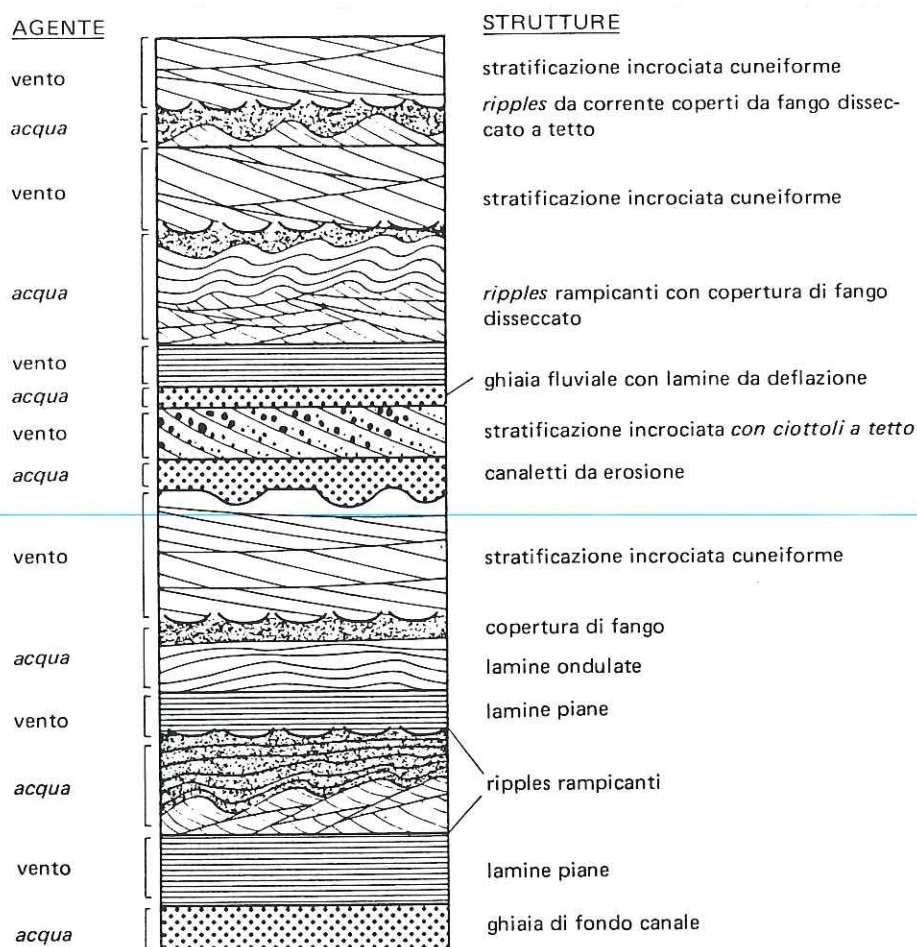 AGENTE
STRUTTURE
vento
stratificazione incrociata cuneiforme
acqua
ripples da corrente coperti da fango dissec-
cato a tetto
vento
stratificazione incrociata cuneiforme
acqua
ripples rampicanti con copertura di fango
disseccato
vento
acqua
ghiaia fluviale con lamine da deflazione
vento
stratificazione incrociata con ciottoli a tetto
acqua
canaletti da erosione
vento
stratificazione incrociata cuneiforme
copertura di fango
acqua
lamine ondulate
vento
lamine piane
acqua
ripples rampicanti
vento
lamine piane
acqua
ghiaia di fondo canale